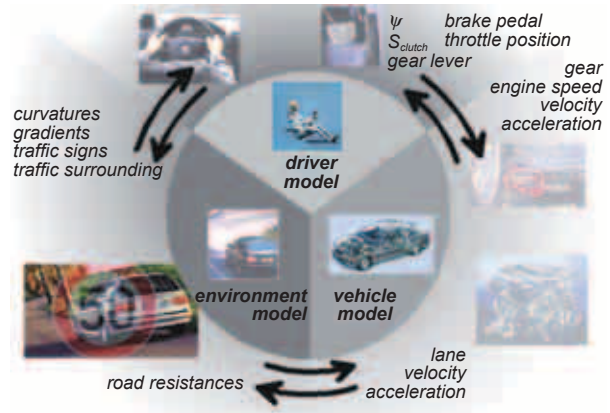 ψ brake pedal
S_clutch throttle position
gear lever
gear
engine speed
velocity
acceleration
curvatures
gradients
traffic signs
traffic surrounding
driver
model
environment
model
vehicle
model
road resistances
lane
velocity
acceleration